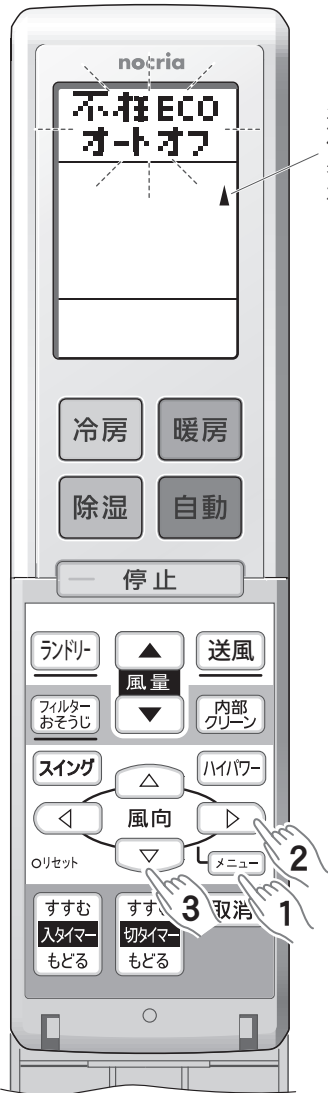 nocria
不在ECO
オートオフ
冷房
暖房
除湿
自動
停止
ランドリー
風量
送風
フィルター
おそうじ
内部
クリーン
スイング
ハイパワー
風向
リセット
メニュー
2
3
1
すすむ
入タイマー
もどる
すすむ
切タイマー
もどる
取消